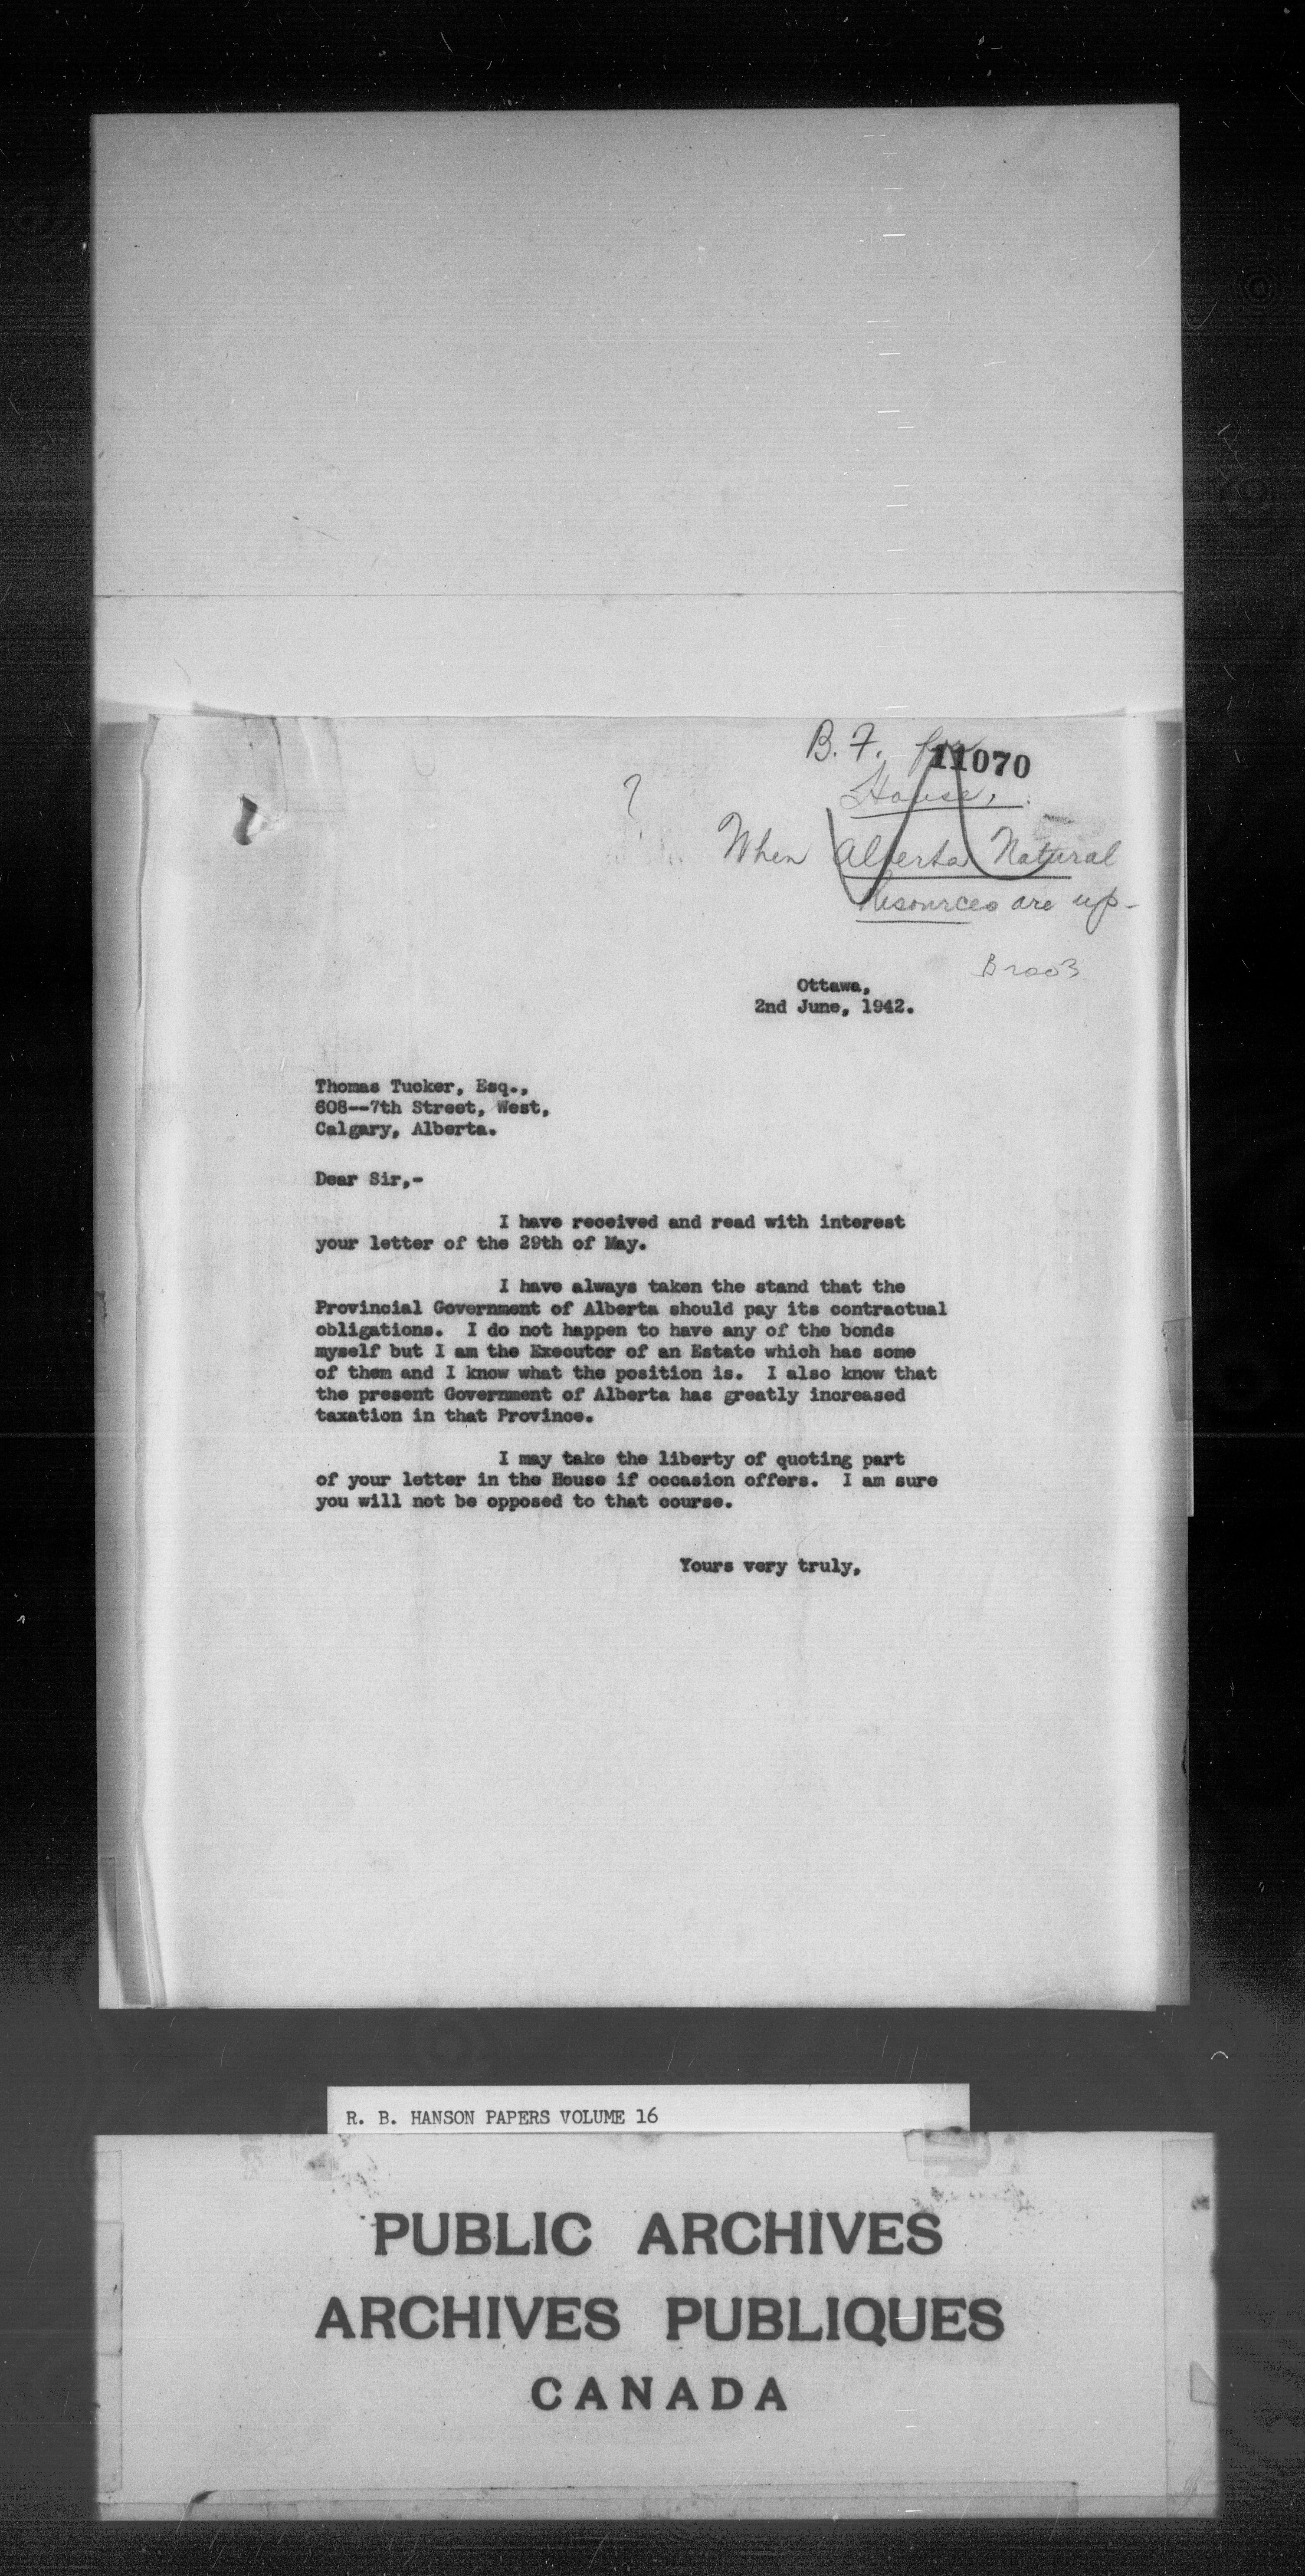 B. F. for
11070
House.
?
When Alberta Natural
Resources are up-
Ottawa,
2nd June, 1942.
Thomas Tucker, Esq.,
608--7th Street, West,
Calgary, Alberta.
Dear Sir,-
I have received and read with interest
your letter of the 29th of May.
I have always taken the stand that the
Provincial Government of Alberta should pay its contractual
obligations. I do not happen to have any of the bonds
myself but I am the Executor of an Estate which has some
of them and I know what the position is. I also know that
the present Government of Alberta has greatly increased
taxation in that Province.
I may take the liberty of quoting part
of your letter in the House if occasion offers. I am sure
you will not be opposed to that course.
Yours very truly,
R. B. HANSON PAPERS VOLUME 16
PUBLIC ARCHIVES
ARCHIVES PUBLIQUES
CANADA